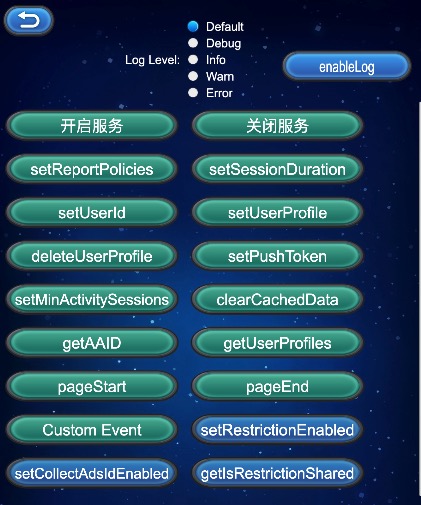 Default
Debug
Log Level: Info
Warn
Error
enableLog
开启服务 关闭服务
setReportPolicies setSessionDuration
setUserId setUserProfile
deleteUserProfile setPushToken
setMinActivitySessions clearCachedData
getAAID getUserProfiles
pageStart pageEnd
Custom Event setRestrictionEnabled
setCollectAdsIdEnabled getIsRestrictionShared